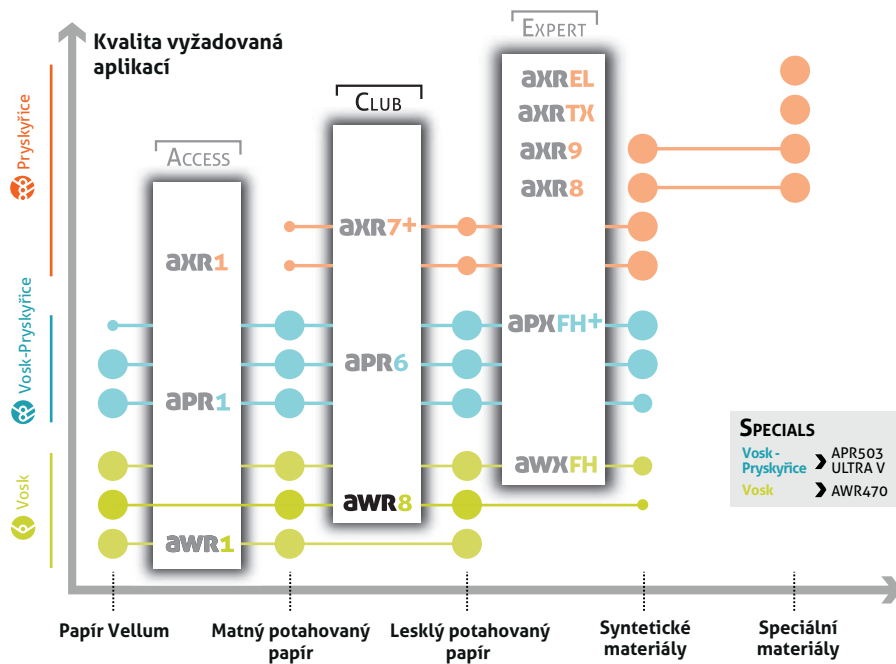 Kvalita vyžadovaná
aplikací
Pryskyřice
Vosk-Pryskyřice
Vosk
Access
aXR1
aPR1
aWR1
Club
aXR7+
aPR6
aWR8
Expert
aXREL
aXRTX
aXR9
aXR8
aPXFH+
aWXFH
Specials
Vosk - APR503
Pryskyřice ULTRA V
Vosk AWR470
Papír Vellum
Matný potahovaný
papír
Lesklý potahovaný
papír
Syntetické
materiály
Speciální
materiály